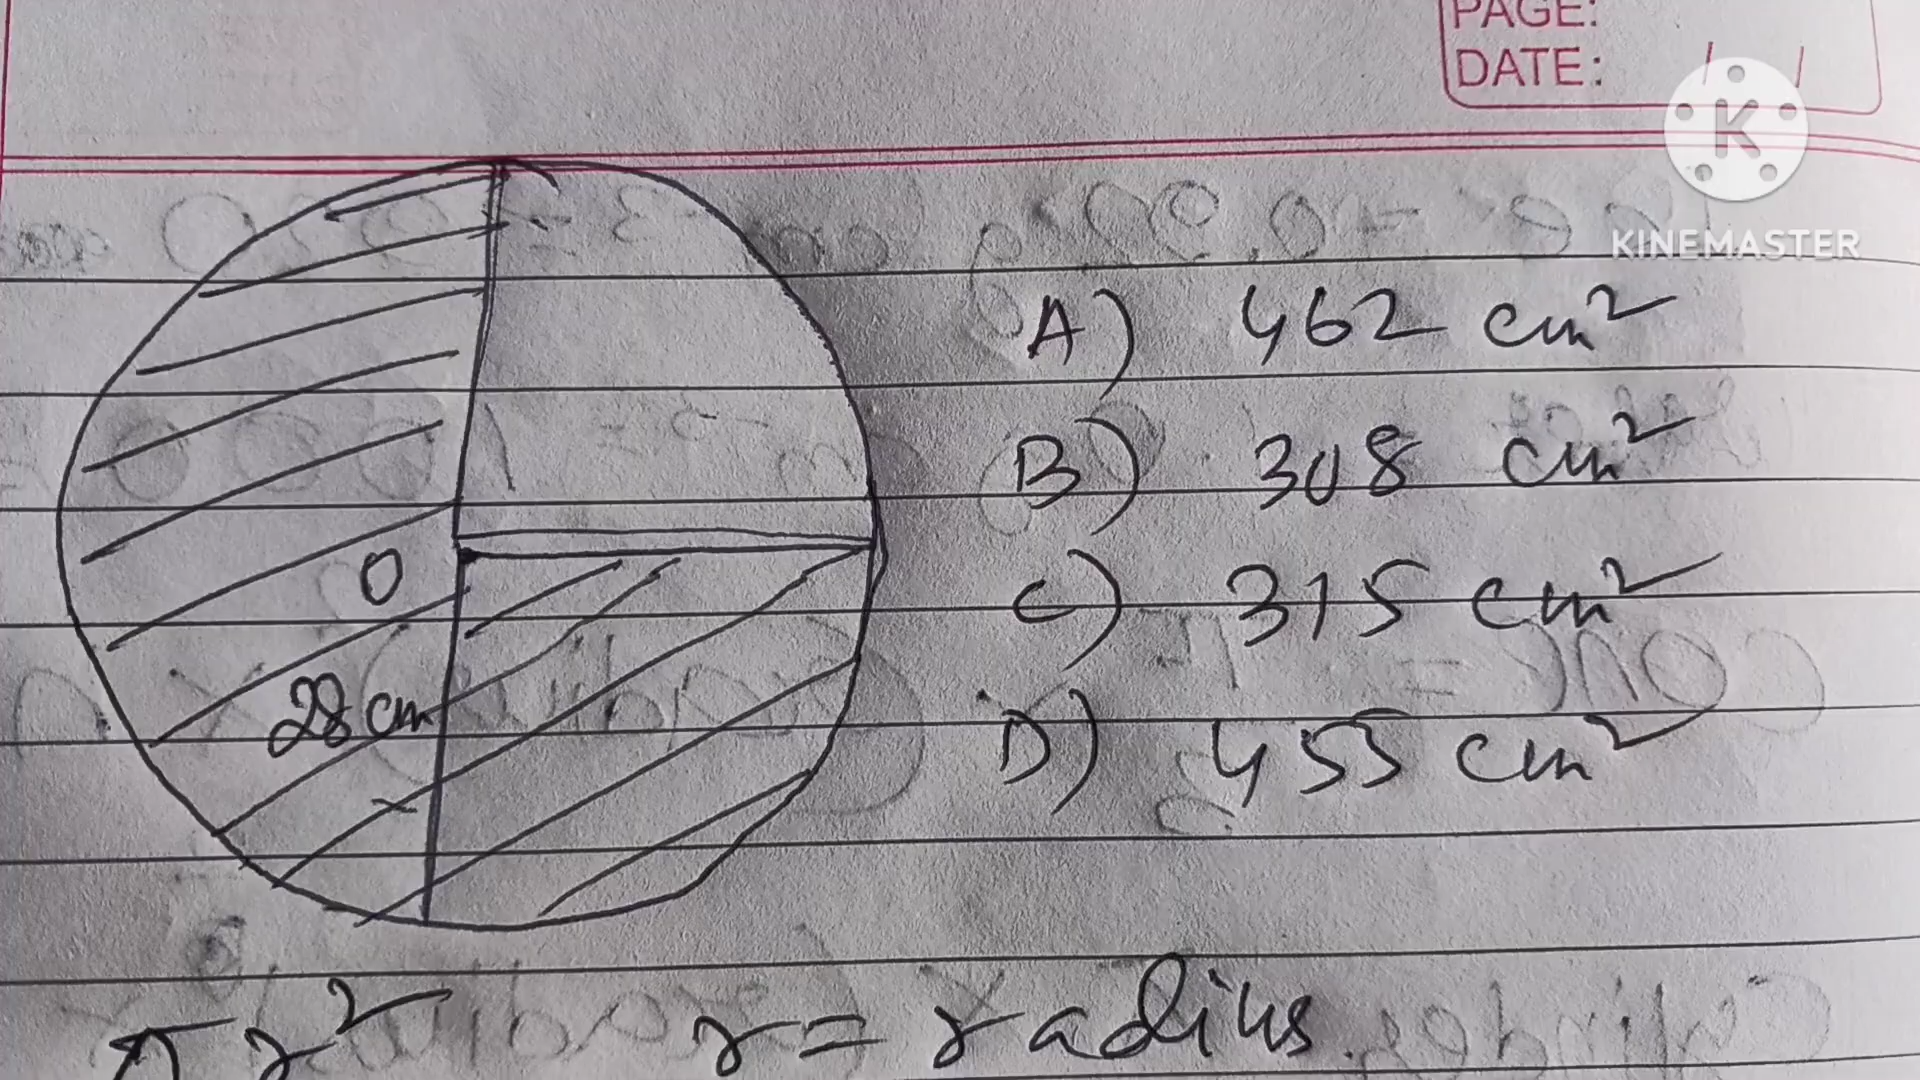 PAGE:
DATE: / /
K
KINEMASTER
A) 462 cm²
B) 308 cm²
C) 315 cm²
D) 455 cm²
O
28 cm
πr² r = radius